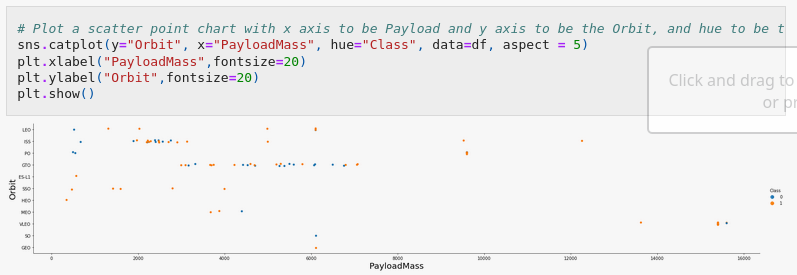 # Plot a scatter point chart with x axis to be Payload and y axis to be the Orbit, and hue to be t
sns.catplot(y="Orbit", x="PayloadMass", hue="Class", data=df, aspect = 5)
plt.xlabel("PayloadMass",fontsize=20)
plt.ylabel("Orbit",fontsize=20)
plt.show()
Click and drag to
or pr
LEO
ISS
PO
GTO
ES-L1
SSO
HEO
MEO
VLEO
SO
GEO
Orbit
0 2000 4000 6000 8000 10000 12000 14000 16000
PayloadMass
Class
0
1